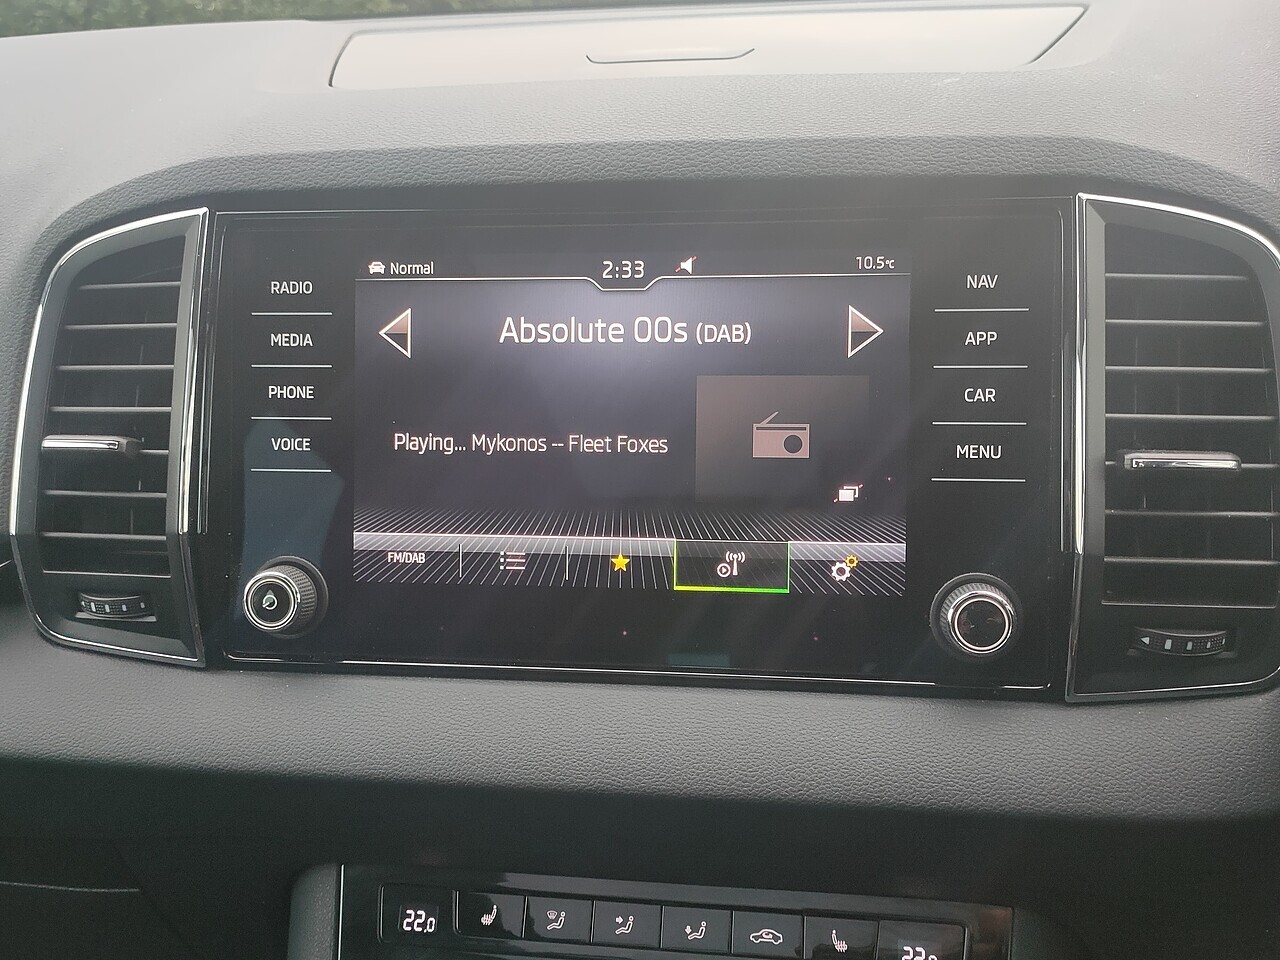 RADIO
MEDIA
PHONE
VOICE
Normal
2:33
10.5°C
Absolute 00s (DAB)
Playing... Mykonos -- Fleet Foxes
FM/DAB
NAV
APP
CAR
MENU
22.0